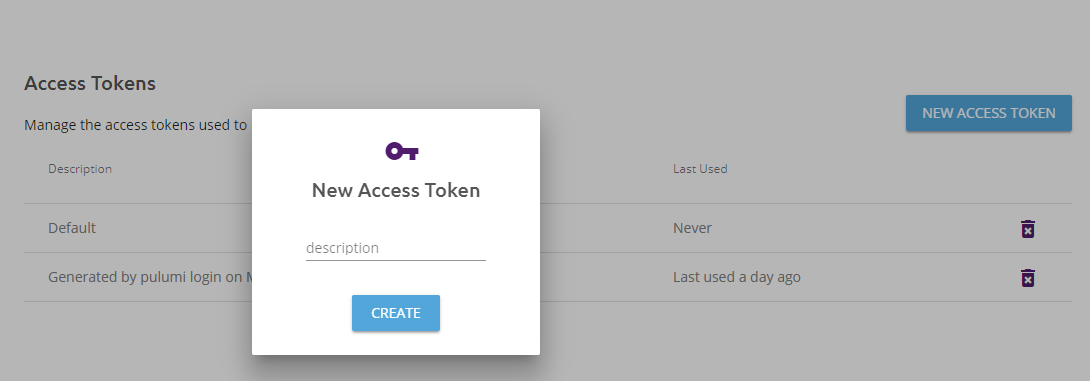 Access Tokens
NEW ACCESS TOKEN
Manage the access tokens used to
Description
Last Used
Default
Never
Generated by pulumi login on
Last used a day ago
New Access Token
description
CREATE